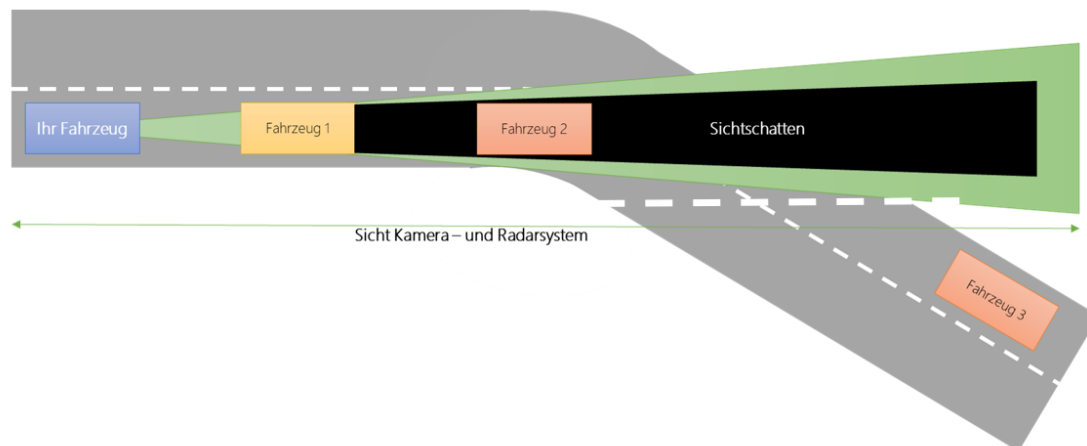 Ihr Fahrzeug
Fahrzeug 1
Fahrzeug 2
Sichtschatten
Sicht Kamera – und Radarsystem
Fahrzeug 3